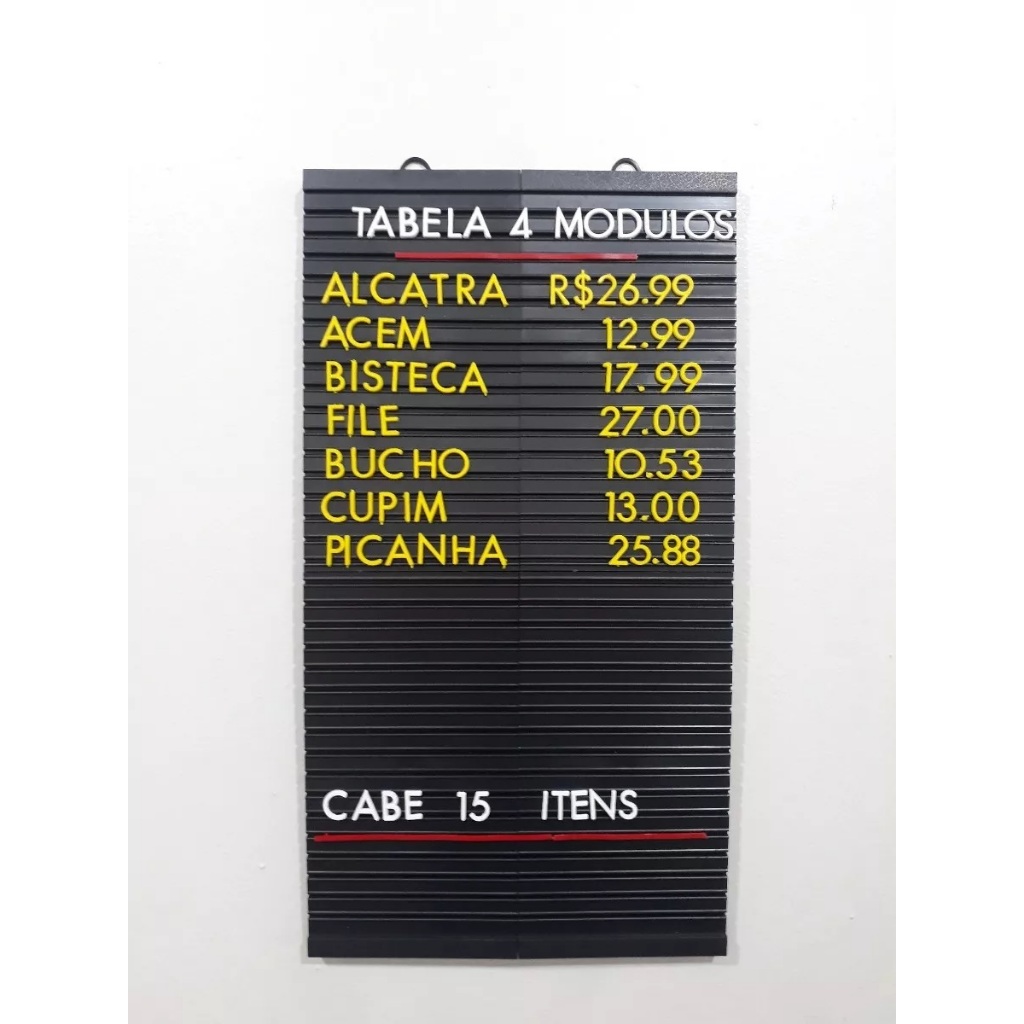 TABELA 4 MODULOS
ALCATRA R$26.99
ACEM 12.99
BISTECA 17.99
FILE 27.00
BUCHO 10.53
CUPIM 13.00
PICANHA 25.88
CABE 15 ITENS